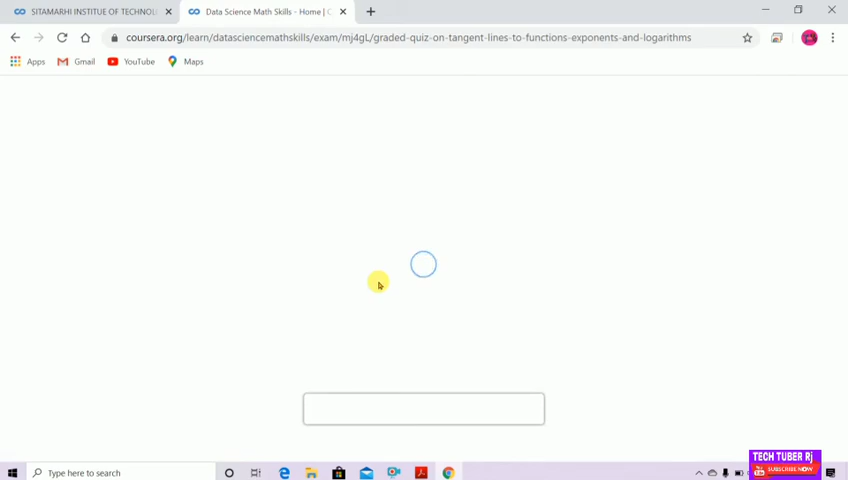 SITAMARHI INSTITUE OF TECHNOL
Data Science Math Skills - Home | C
coursera.org/learn/datasciencemathskills/exam/mj4gL/graded-quiz-on-tangent-lines-to-functions-exponents-and-logarithms
Apps Gmail YouTube Maps
TECH TUBER Rj
SUBSCRIBE NOW
Type here to search